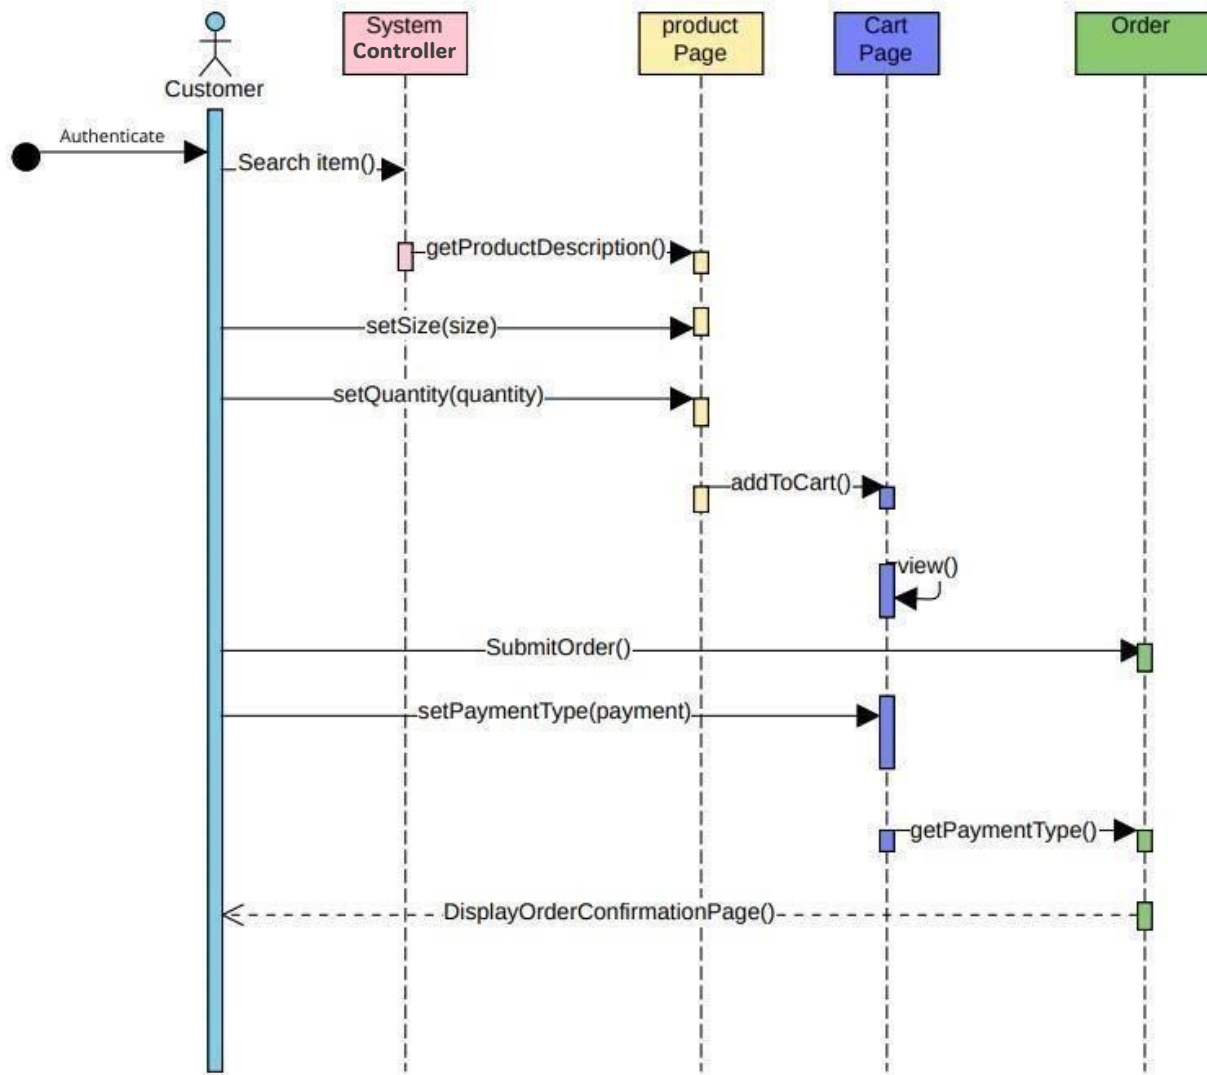 System
Controller
product
Page
Cart
Page
Order
Customer
Authenticate
Search item()
getProductDescription()
setSize(size)
setQuantity(quantity)
addToCart()
view()
SubmitOrder()
setPaymentType(payment)
getPaymentType()
DisplayOrderConfirmationPage()